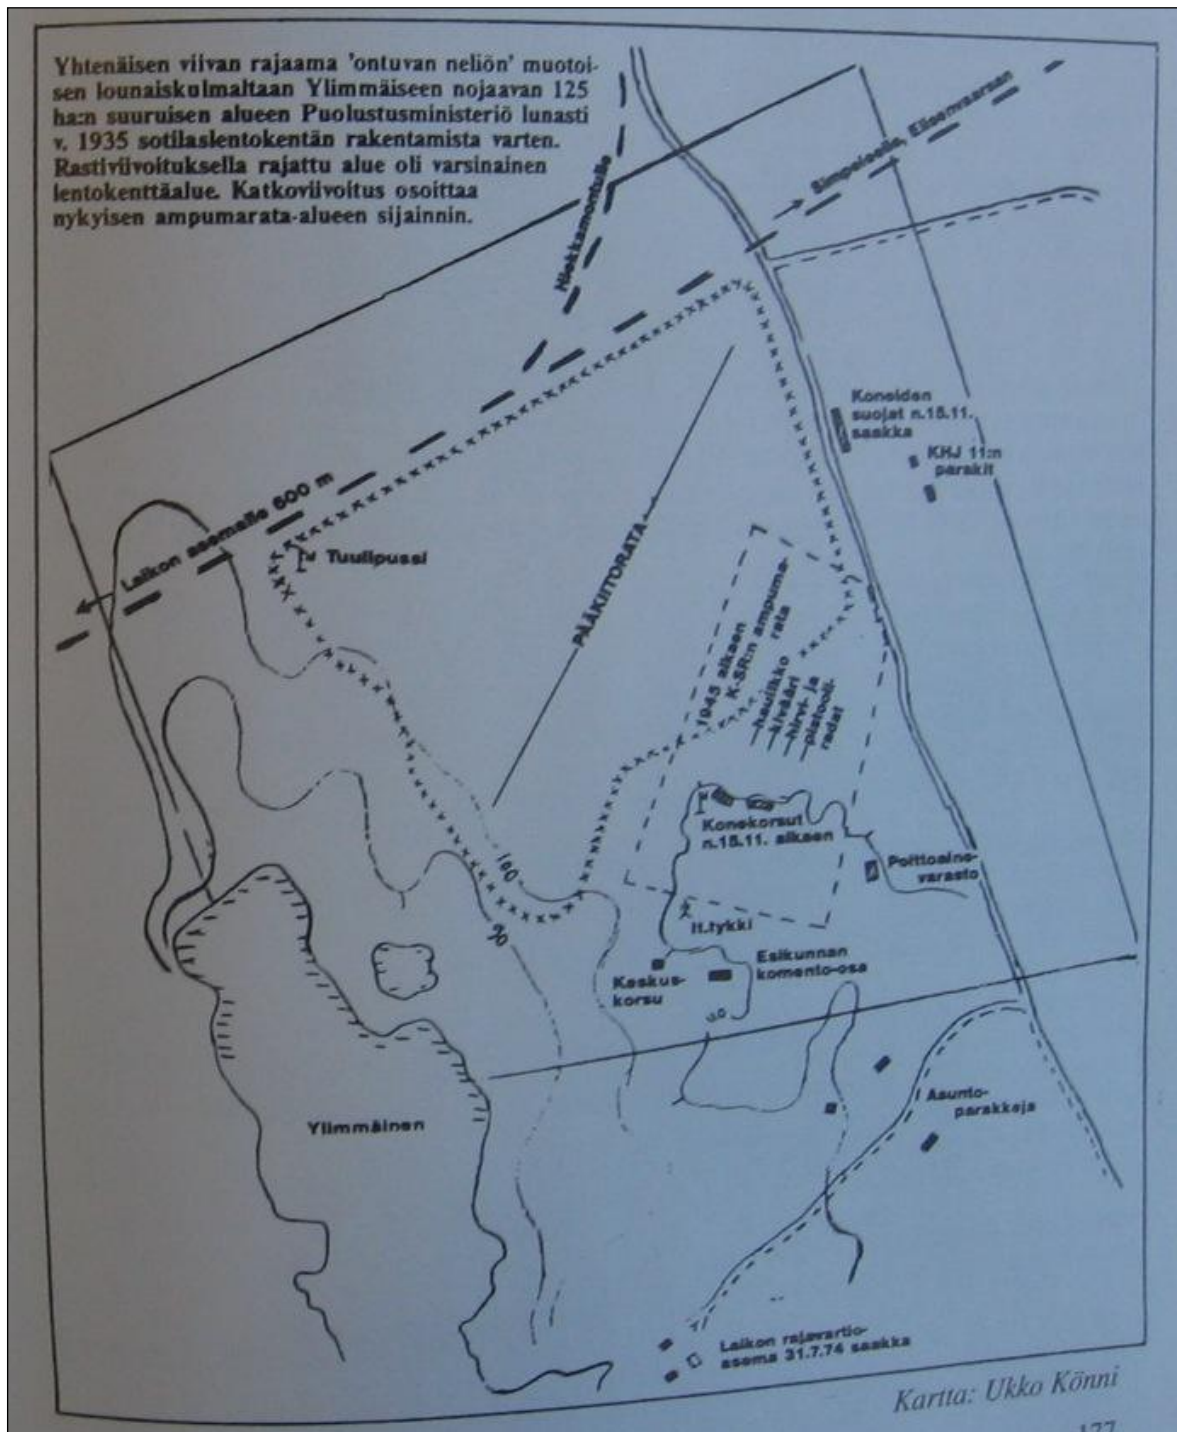 Yhtenäisen viivan rajaama 'ontuvan neliön' muotoi-
sen lounaiskulmaltaan Ylimmäiseen nojaavan 125
ha:n suuruisen alueen Puolustusministeriö lunasti
v. 1935 sotilaslentokentän rakentamista varten.
Rastiviivoituksella rajattu alue oli varsinainen
lentokenttäalue. Katkoviivoitus osoittaa
nykyisen ampumarata-alueen sijainnin.
Simpeleelle, Elisenvaaraan
Hiekkamontulle
Koneiden
suojat n.15.11.
saakka
KHJ 11:n
parakit
Laikon asemalle 600 m
Tuulipussi
PÄÄKIITORATA
1945 alkaen
K-SR:n ampuma-
rata
—haulikko
—kivääri
—hirvi- ja
—pistooli-
radat
Konekorsut
n.15.11. alkaen
Polttoaine-
varasto
100
90
It.tykki
Keskus-
korsu
Esikunnan
komento-osa
Ylimmäinen
Asunto-
parakkeja
Laikon rajavartio-
asema 31.7.74 saakka
Kartta: Ukko Könni
177